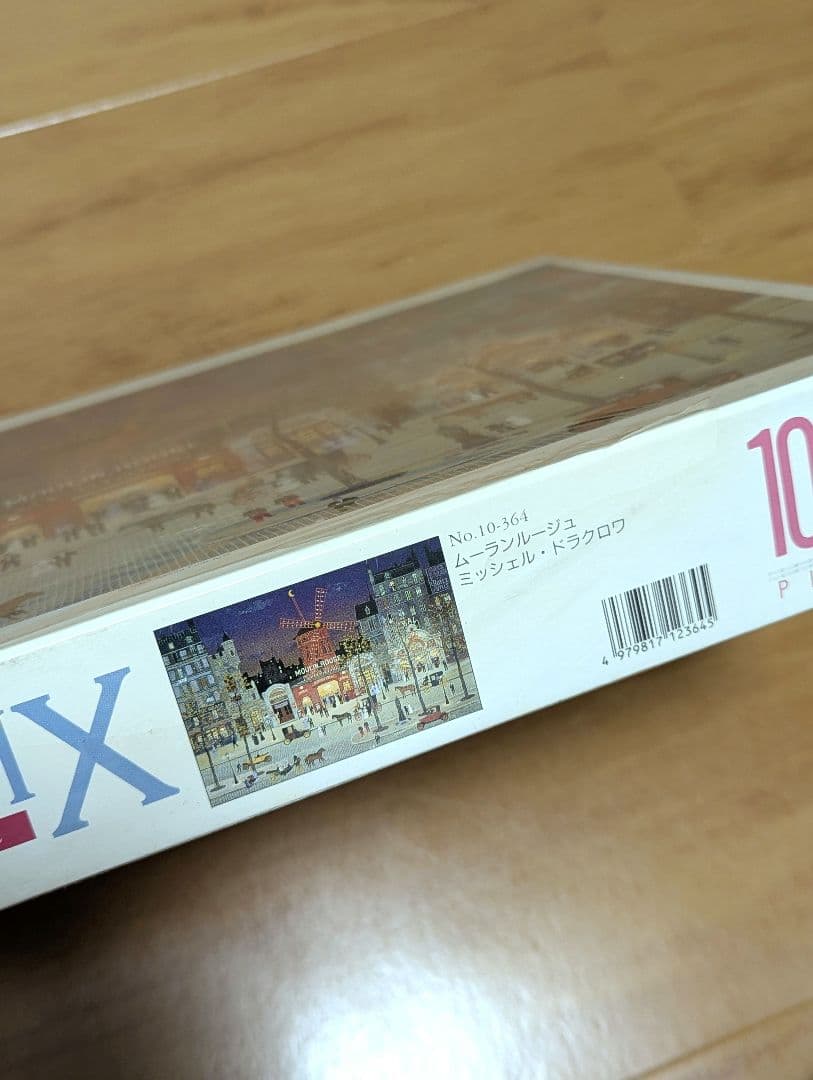 No.10-364
ムーランルージュ
ミッシェル・ドラクロワ
MOULIN ROUGE
10
P
X
4 979817 123645